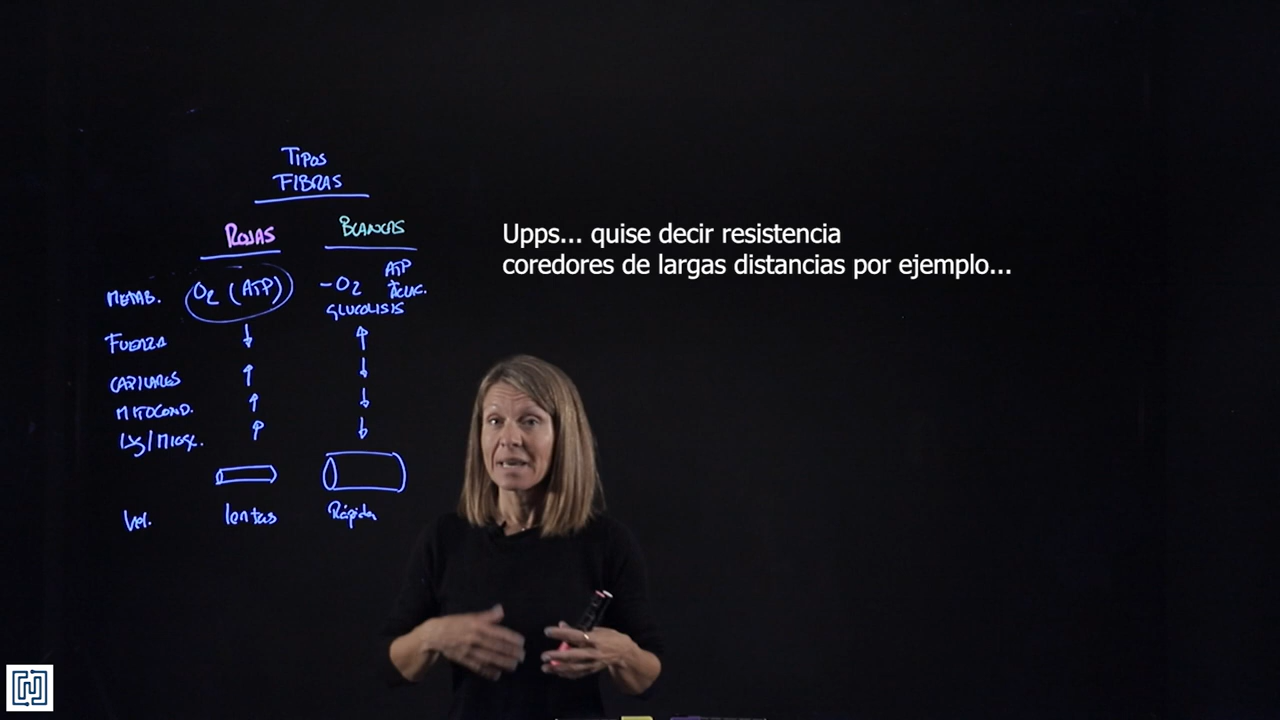 TIPOS
FIBRAS
ROJAS BLANCAS
METAB. O2 (ATP) -O2 ATP
GLUCOLISIS
FUERZA ↓ ↑
CAPILARES ↑ ↓
MITOCOND. ↑ ↓
↑ ↓
Vel. lentas Rápida
Upps... quise decir resistencia
coredores de largas distancias por ejemplo...